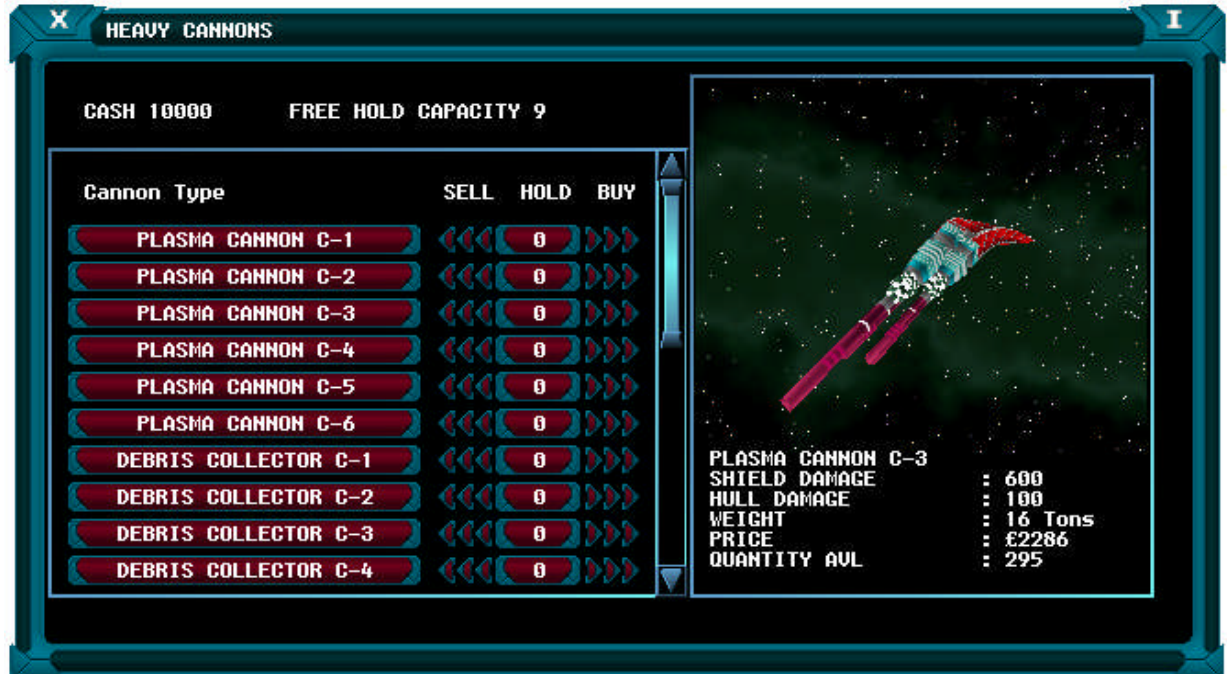 X HEAVY CANNONS I
CASH 10000 FREE HOLD CAPACITY 9
Cannon Type SELL HOLD BUY
PLASMA CANNON C-1 0
PLASMA CANNON C-2 0
PLASMA CANNON C-3 0
PLASMA CANNON C-4 0
PLASMA CANNON C-5 0
PLASMA CANNON C-6 0
DEBRIS COLLECTOR C-1 0
DEBRIS COLLECTOR C-2 0
DEBRIS COLLECTOR C-3 0
DEBRIS COLLECTOR C-4 0
PLASMA CANNON C-3
SHIELD DAMAGE : 600
HULL DAMAGE : 100
WEIGHT : 16 Tons
PRICE : £2286
QUANTITY AVL : 295